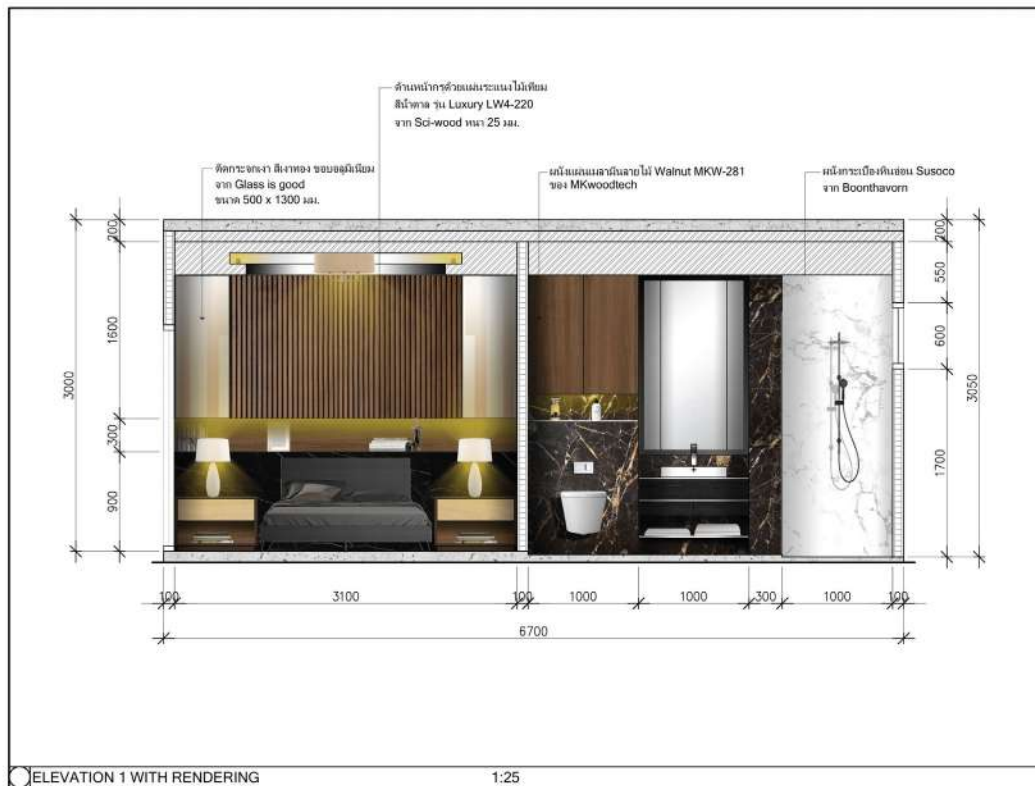 ด้านหน้ากรุด้วยแผ่นระแนงไม้เทียม
สีน้ำตาล รุ่น Luxury LW4-220
จาก Sci-wood หนา 25 มม.
ติดกระจกเงา สีเงาทอง ขอบอลูมิเนียม
จาก Glass is good
ขนาด 500 x 1300 มม.
ผนังแผ่นเมลามีนลายไม้ Walnut MKW-281
ของ MKwoodtech
ผนังกระเบื้องหินอ่อน Susoco
จาก Boonthavorn
200
1600
300
900
3000
200
550
600
1700
3050
100
3100
100
1000
1000
300
1000
100
6700
ELEVATION 1 WITH RENDERING
1:25